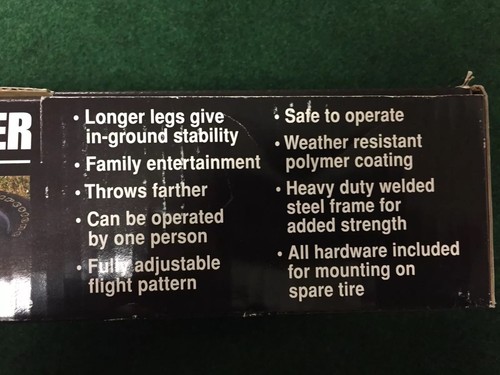 ER
• Longer legs give
in-ground stability
• Family entertainment
• Throws farther
• Can be operated
by one person
• Fully adjustable
flight pattern
• Safe to operate
• Weather resistant
polymer coating
• Heavy duty welded
steel frame for
added strength
• All hardware included
for mounting on
spare tire